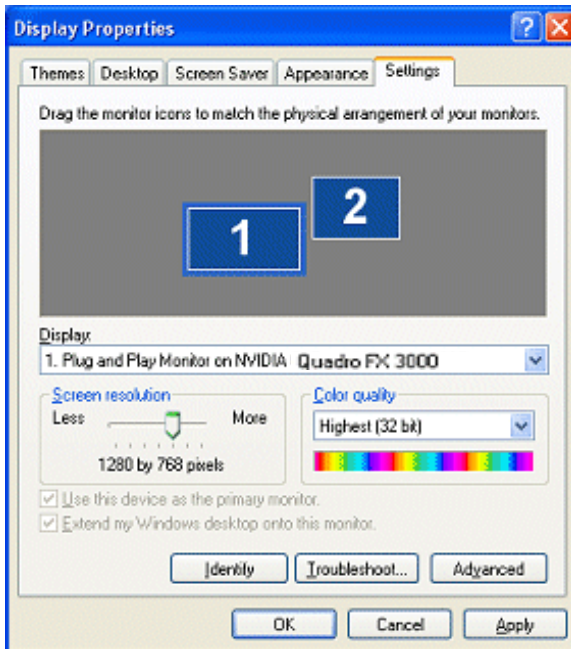 Display Properties
Themes Desktop Screen Saver Appearance Settings
Drag the monitor icons to match the physical arrangement of your monitors.
1 2
Display:
1. Plug and Play Monitor on NVIDIA Quadro FX 3000
Screen resolution
Less More
1280 by 768 pixels
Color quality
Highest (32 bit)
Use this device as the primary monitor.
Extend my Windows desktop onto this monitor.
Identify Troubleshoot... Advanced
OK Cancel Apply